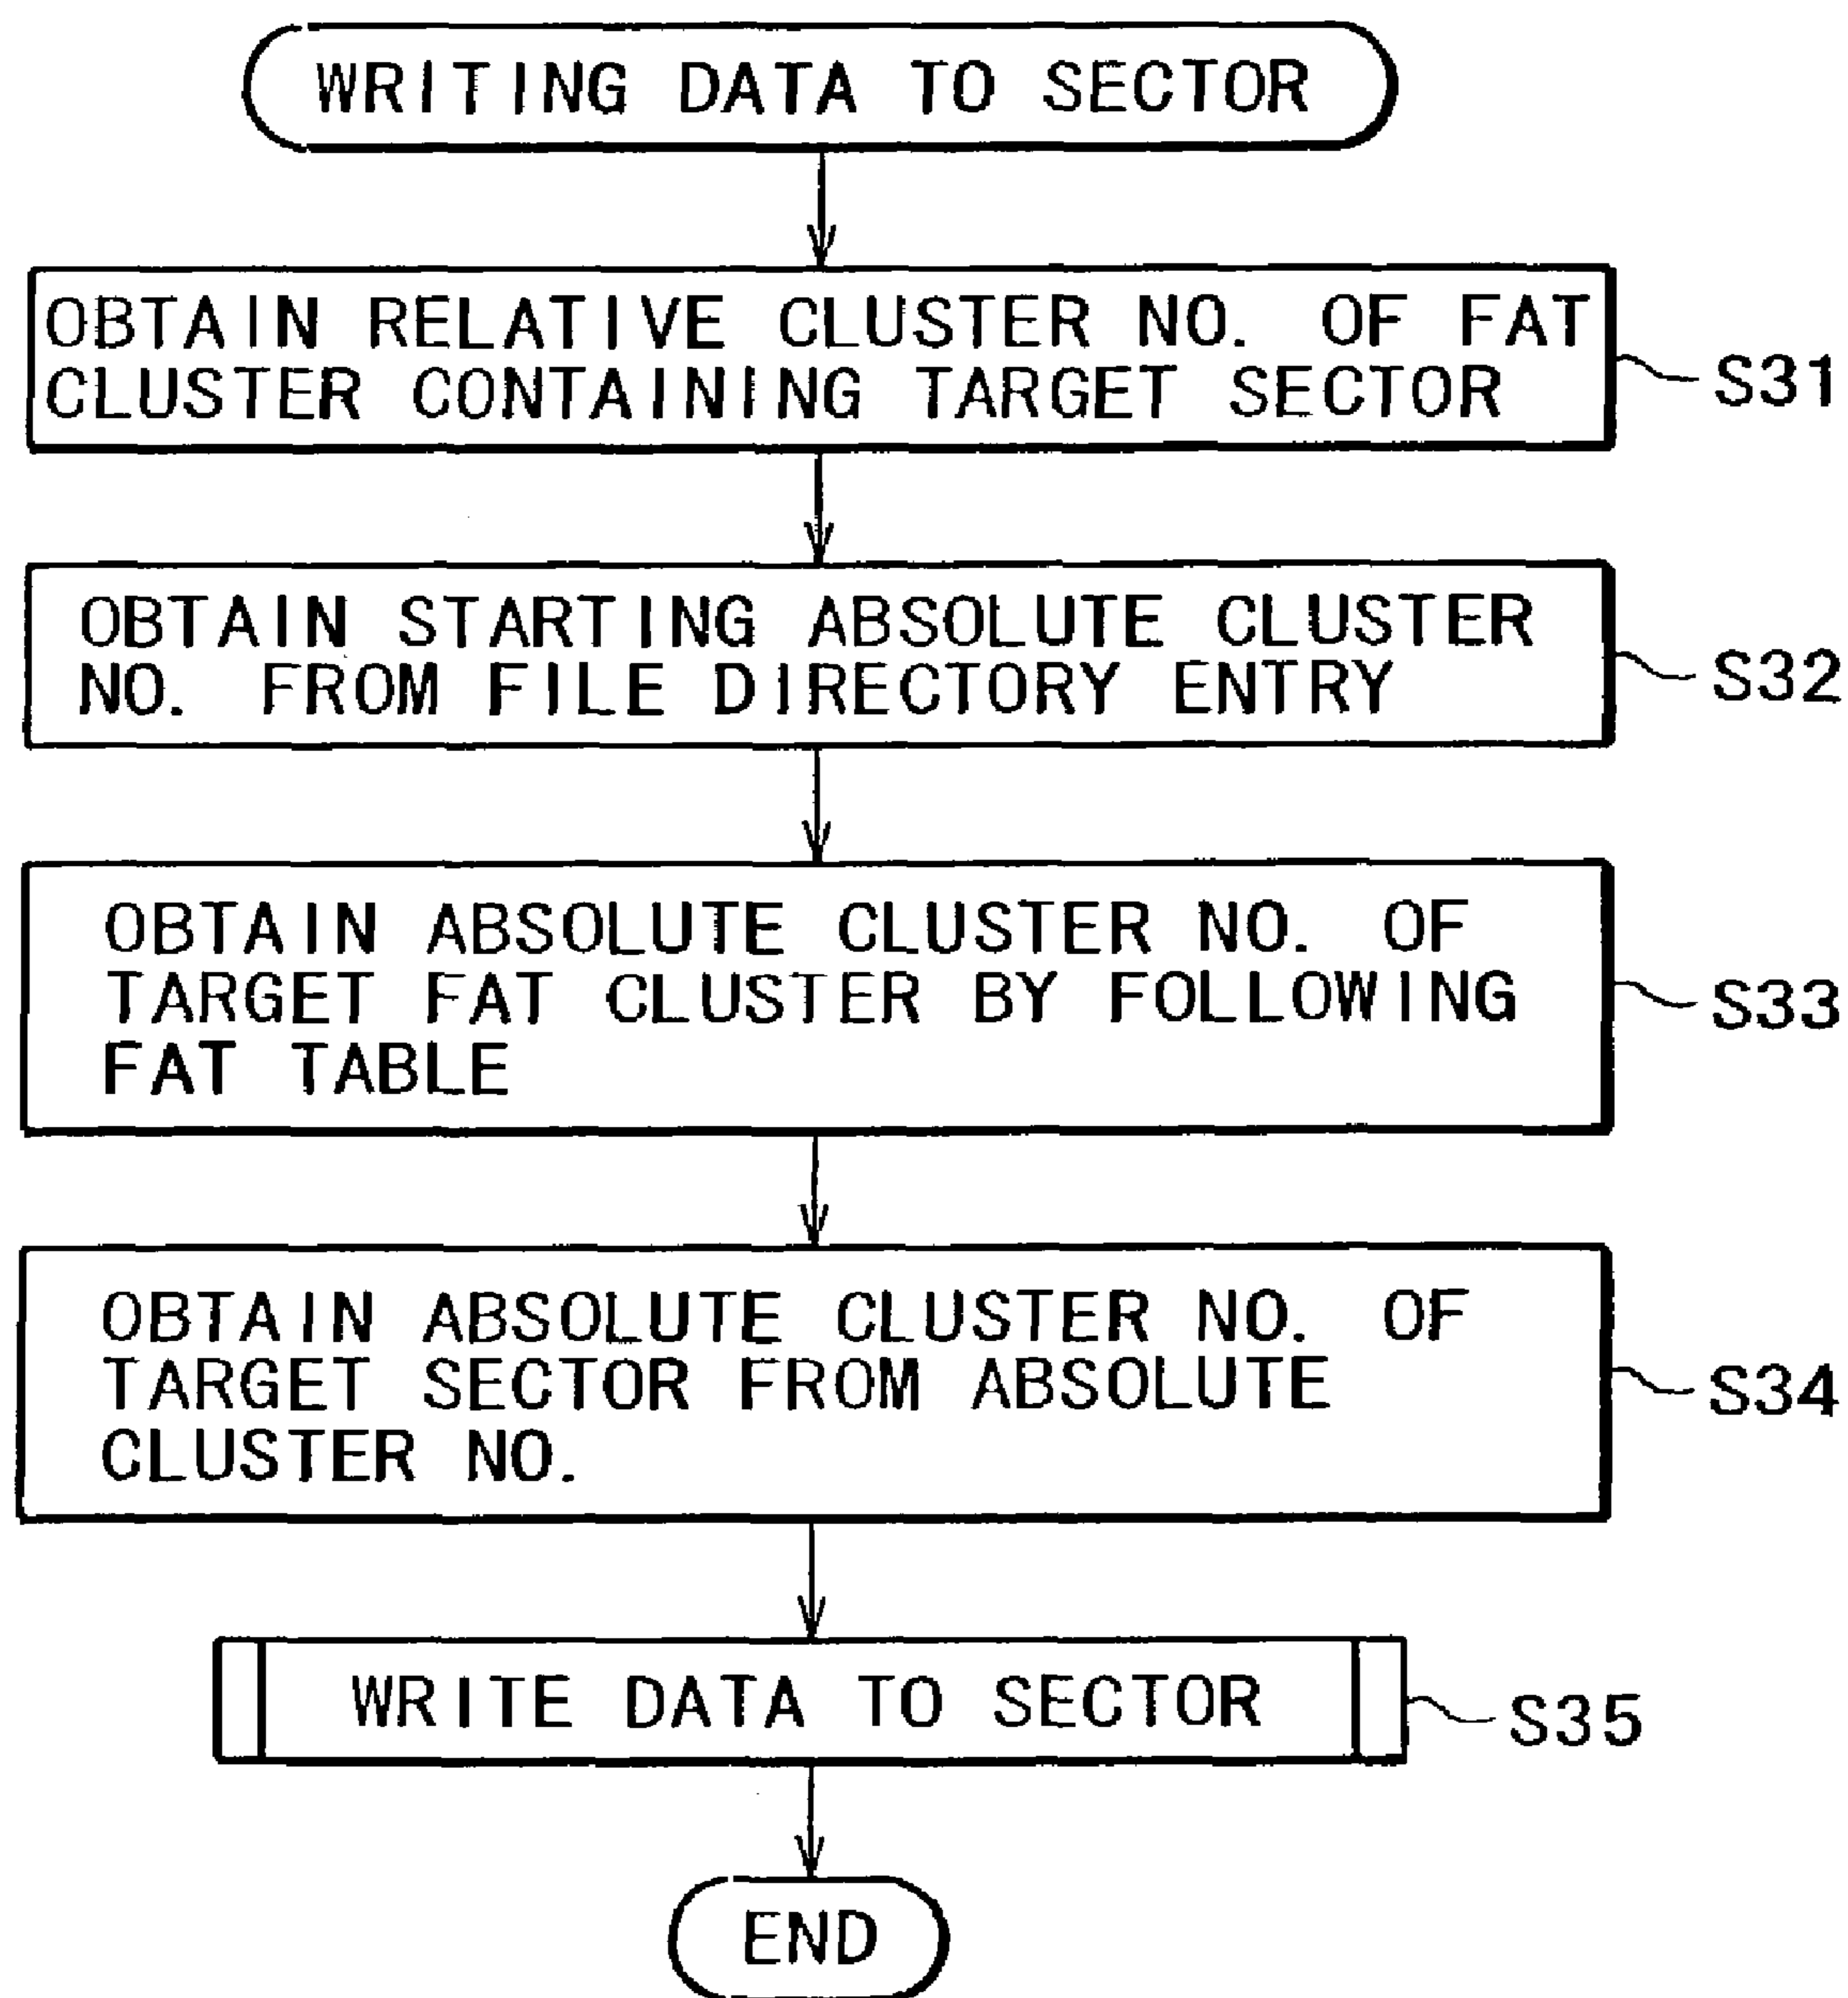 WRITING DATA TO SECTOR
OBTAIN RELATIVE CLUSTER NO. OF FAT
CLUSTER CONTAINING TARGET SECTOR
S31
OBTAIN STARTING ABSOLUTE CLUSTER
NO. FROM FILE DIRECTORY ENTRY
S32
OBTAIN ABSOLUTE CLUSTER NO. OF
TARGET FAT CLUSTER BY FOLLOWING
FAT TABLE
S33
OBTAIN ABSOLUTE CLUSTER NO. OF
TARGET SECTOR FROM ABSOLUTE
CLUSTER NO.
S34
WRITE DATA TO SECTOR
S35
END